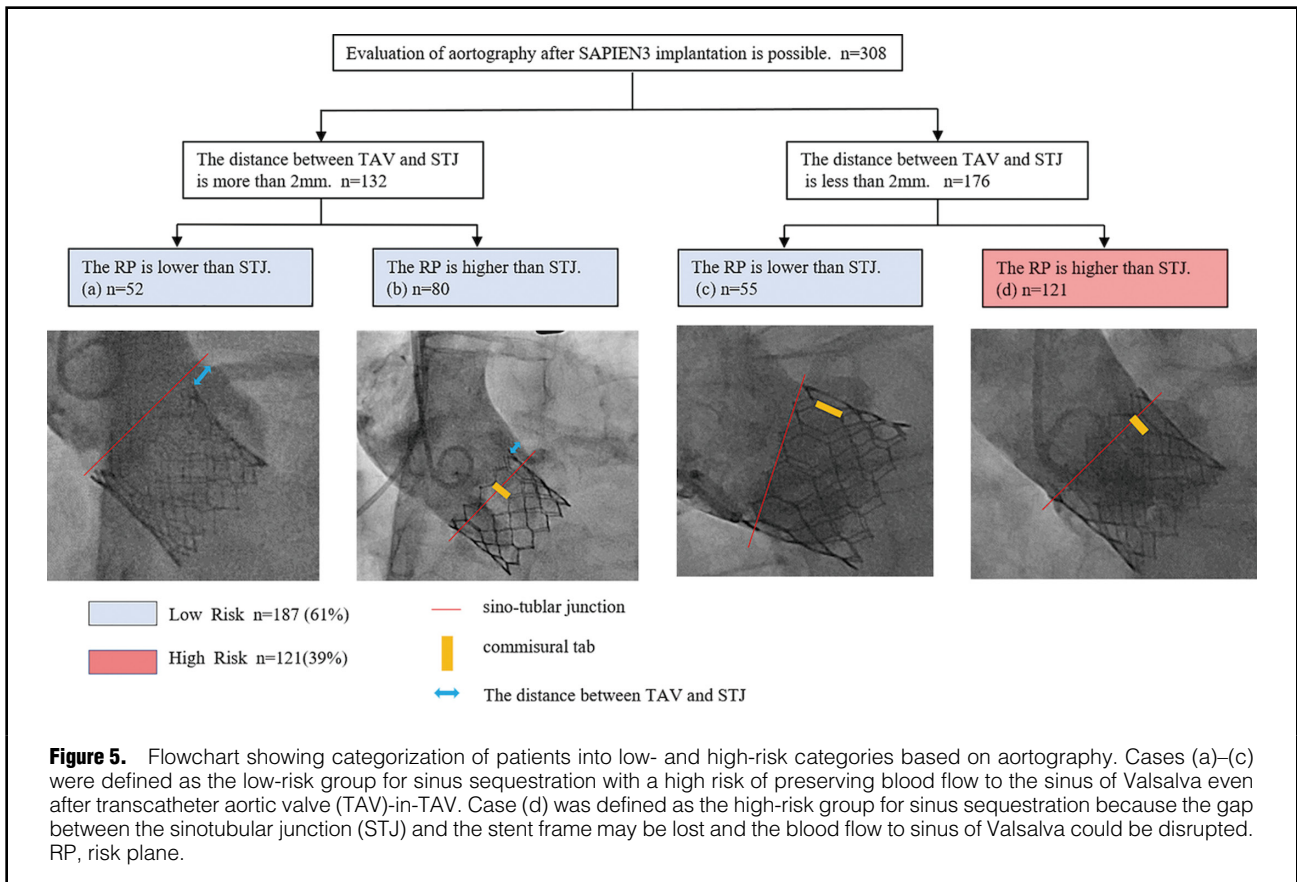 Evaluation of aortography after SAPIEN3 implantation is possible. n=308
The distance between TAV and STJ
is more than 2mm. n=132
The distance between TAV and STJ
is less than 2mm. n=176
The RP is lower than STJ.
(a) n=52
The RP is higher than STJ.
(b) n=80
The RP is lower than STJ.
(c) n=55
The RP is higher than STJ.
(d) n=121
Low Risk n=187 (61%)
High Risk n=121(39%)
sino-tublar junction
commisural tab
The distance between TAV and STJ
Figure 5. Flowchart showing categorization of patients into low- and high-risk categories based on aortography. Cases (a)–(c)
were defined as the low-risk group for sinus sequestration with a high risk of preserving blood flow to the sinus of Valsalva even
after transcatheter aortic valve (TAV)-in-TAV. Case (d) was defined as the high-risk group for sinus sequestration because the gap
between the sinotubular junction (STJ) and the stent frame may be lost and the blood flow to sinus of Valsalva could be disrupted.
RP, risk plane.